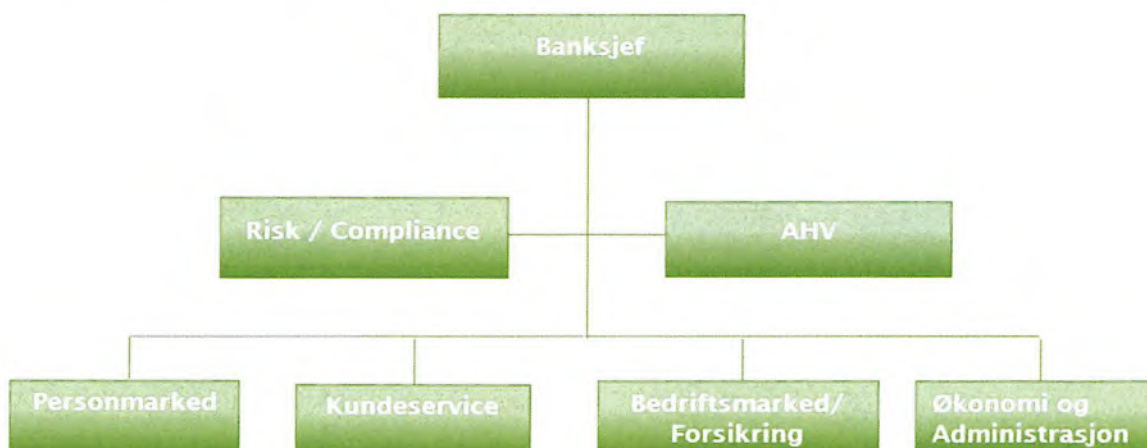 Banksjef
Risk / Compliance
AHV
Personmarked
Kundeservice
Bedriftsmarked/
Forsikring
Økonomi og
Administrasjon